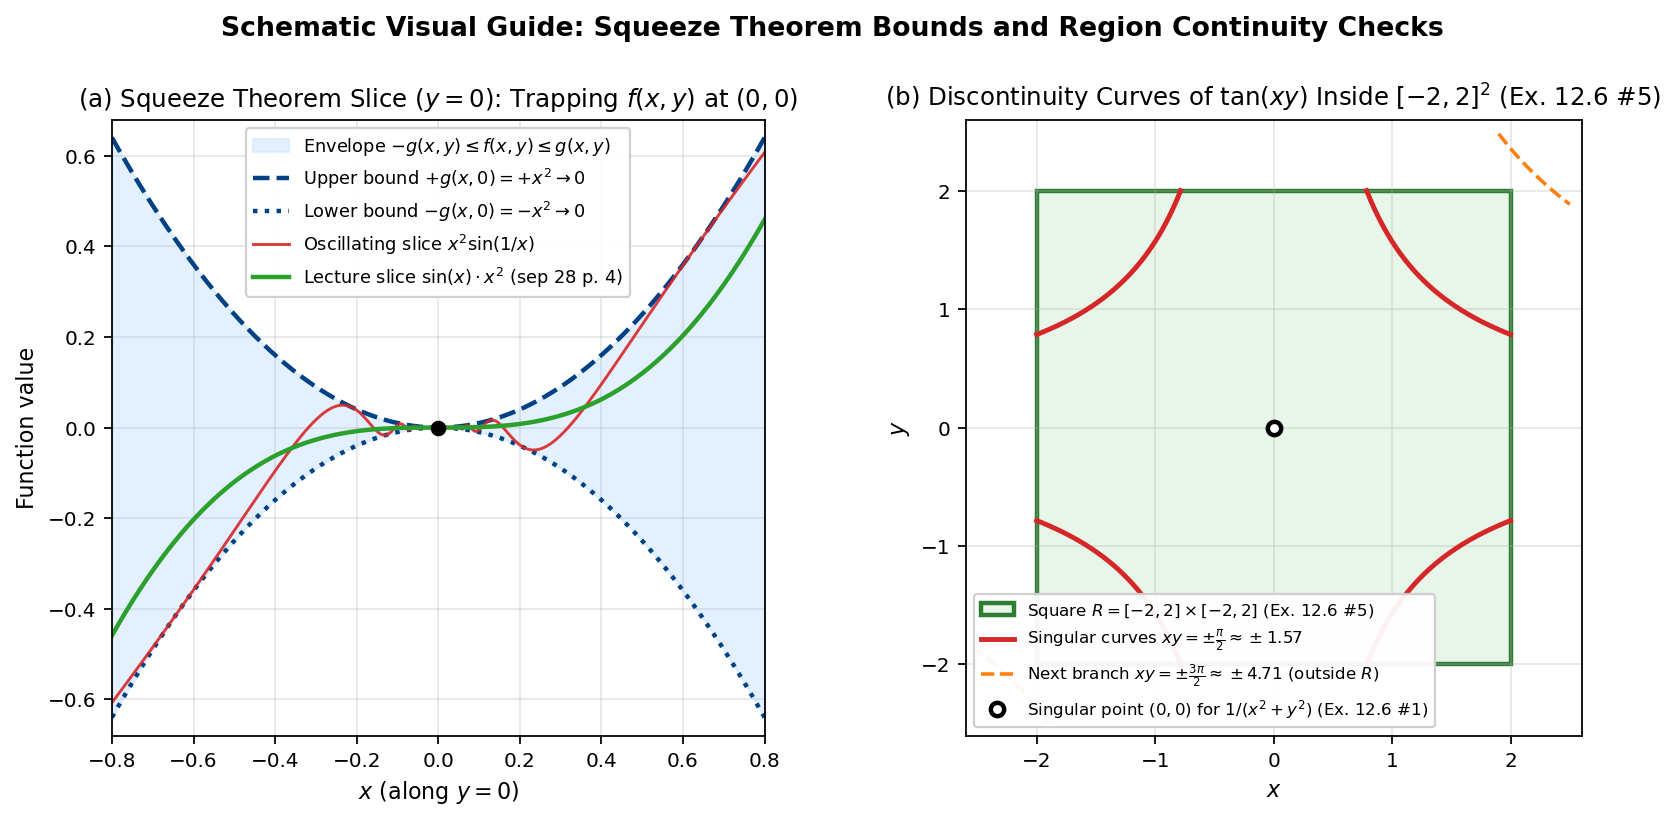 Schematic Visual Guide: Squeeze Theorem Bounds and Region Continuity Checks
(a) Squeeze Theorem Slice (y = 0): Trapping f(x, y) at (0, 0)
Envelope −g(x, y) ≤ f(x, y) ≤ g(x, y)
Upper bound +g(x, 0) = +x² → 0
Lower bound −g(x, 0) = −x² → 0
Oscillating slice x² sin(1/x)
Lecture slice sin(x) · x² (sep 28 p. 4)
Function value
0.6
0.4
0.2
0.0
−0.2
−0.4
−0.6
−0.8 −0.6 −0.4 −0.2 0.0 0.2 0.4 0.6 0.8
x (along y = 0)
(b) Discontinuity Curves of tan(xy) Inside [−2, 2]² (Ex. 12.6 #5)
y
2
1
0
−1
−2
Square R = [−2, 2] × [−2, 2] (Ex. 12.6 #5)
Singular curves xy = ±π/2 ≈ ±1.57
Next branch xy = ±3π/2 ≈ ±4.71 (outside R)
Singular point (0, 0) for 1/(x² + y²) (Ex. 12.6 #1)
−2 −1 0 1 2
x